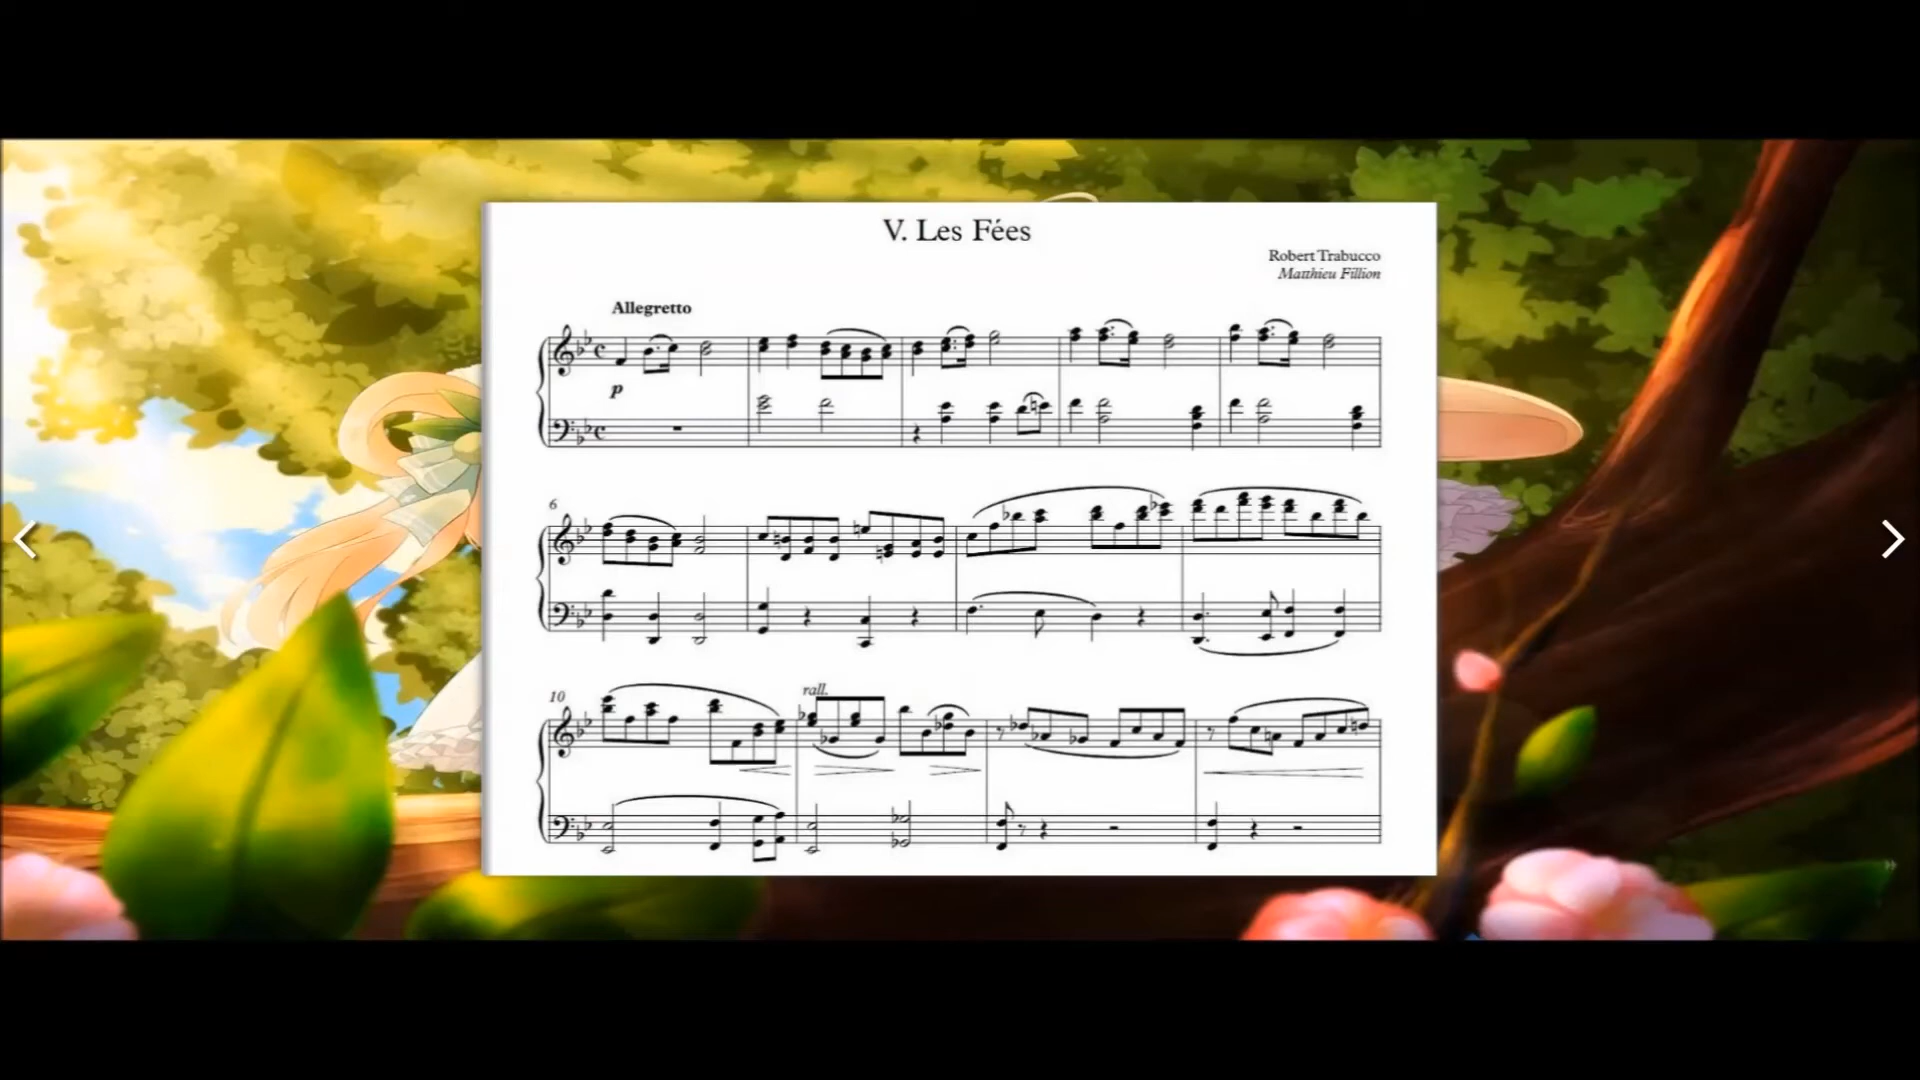 V. Les Fées
Robert Trabucco
Matthieu Fillion
Allegretto
p
6
10
rall.